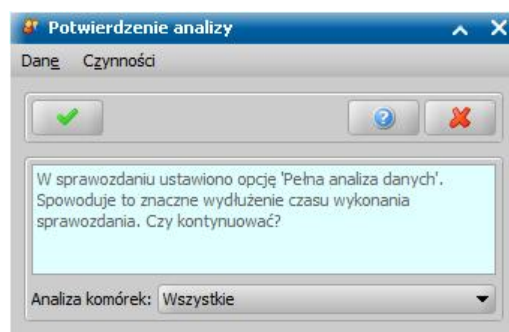 Potwierdzenie analizy
Dane Czynności
W sprawozdaniu ustawiono opcję 'Pełna analiza danych'.
Spowoduje to znaczne wydłużenie czasu wykonania
sprawozdania. Czy kontynuować?
Analiza komórek: Wszystkie